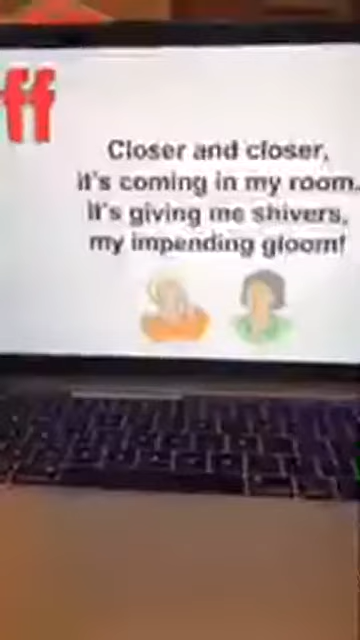 ff
Closer and closer,
it's coming in my room.
It's giving me shivers,
my impending gloom!